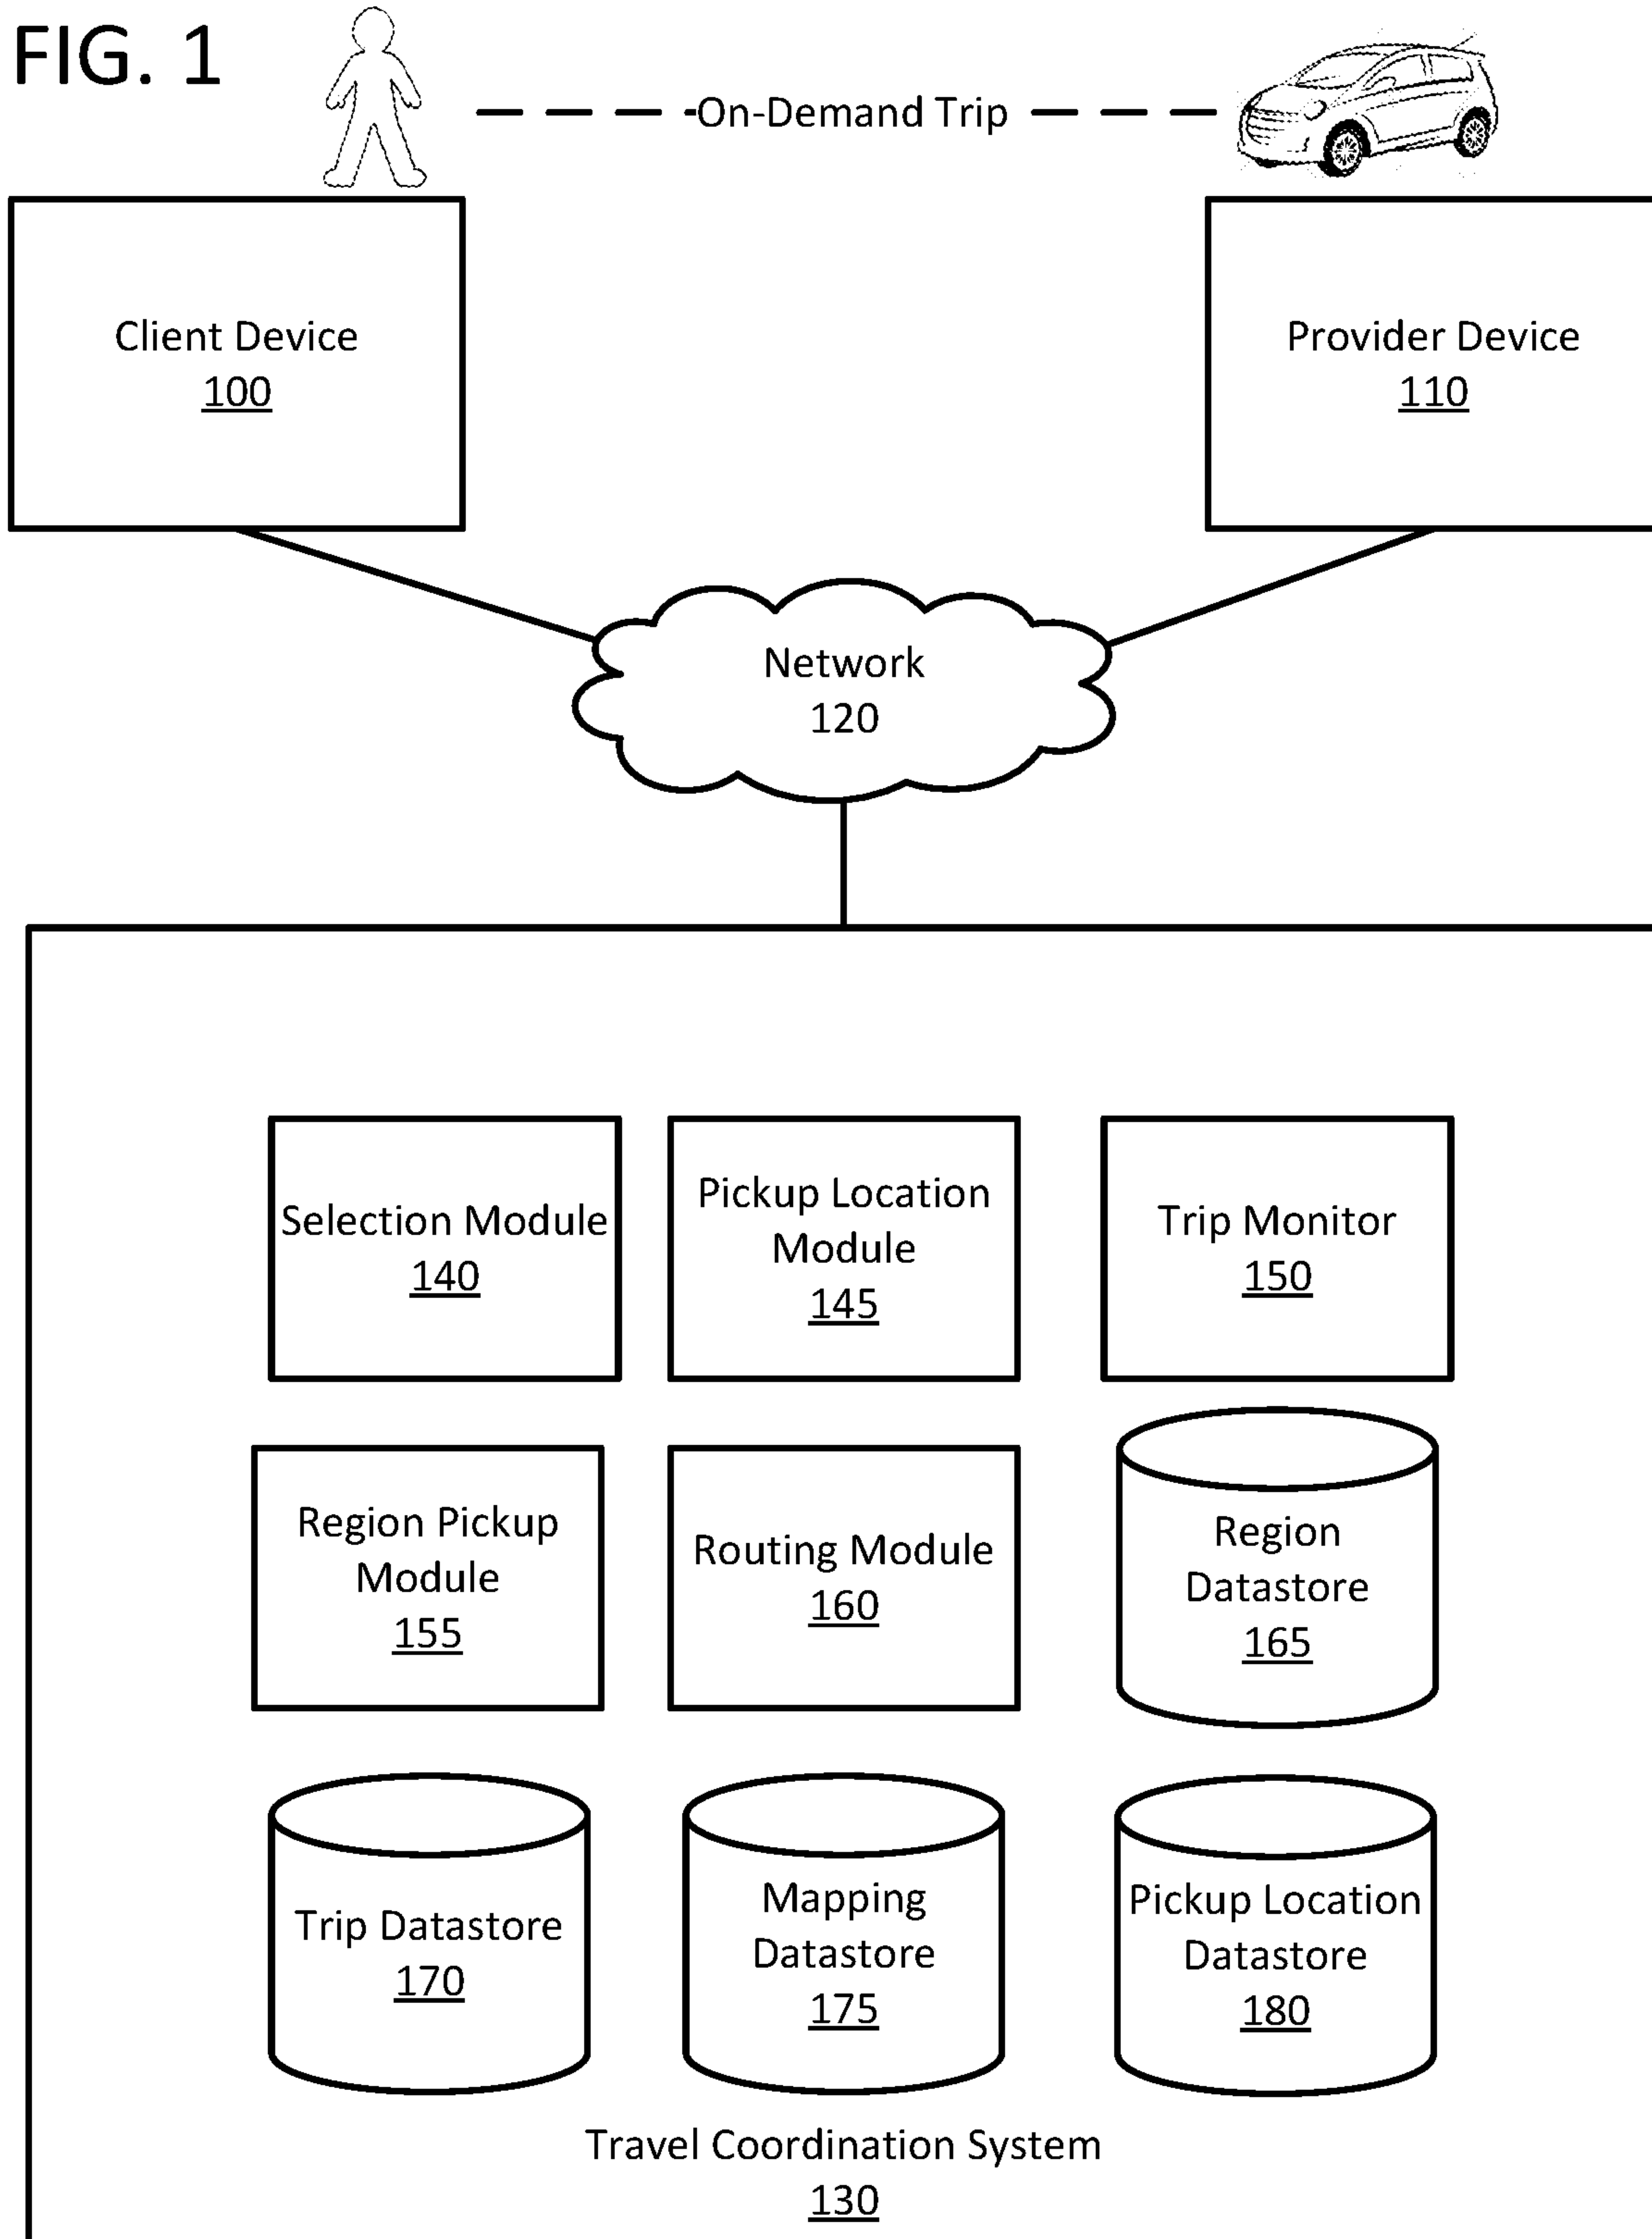 FIG. 1
On-Demand Trip
Client Device
100
Provider Device
110
Network
120
Selection Module
140
Pickup Location
Module
145
Trip Monitor
150
Region Pickup
Module
155
Routing Module
160
Region
Datastore
165
Trip Datastore
170
Mapping
Datastore
175
Pickup Location
Datastore
180
Travel Coordination System
130